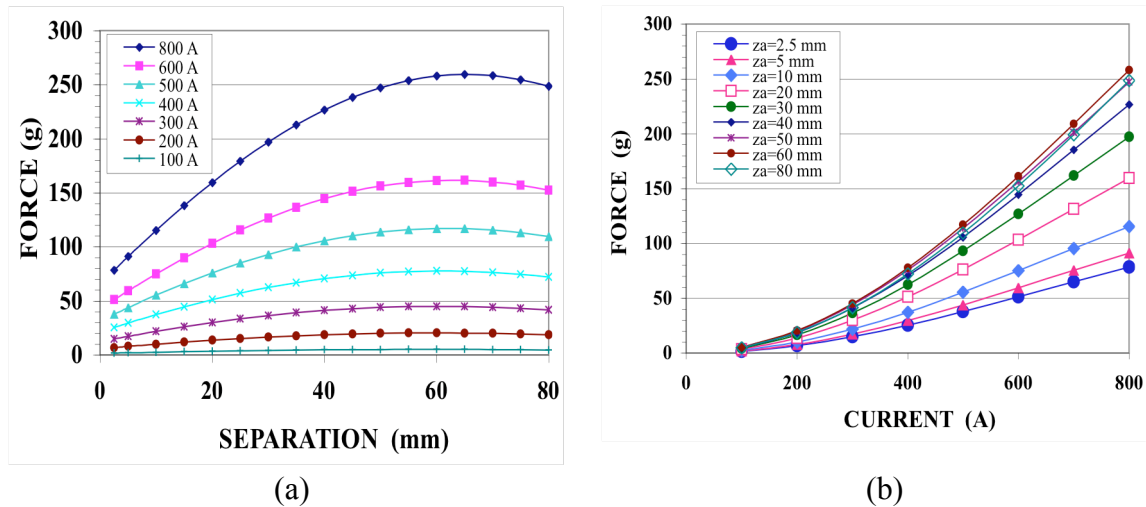 300
250
200
150
100
50
0
FORCE (g)
800 A
600 A
500 A
400 A
300 A
200 A
100 A
0
20
40
60
80
SEPARATION (mm)
(a)
300
250
200
150
100
50
0
FORCE (g)
za=2.5 mm
za=5 mm
za=10 mm
za=20 mm
za=30 mm
za=40 mm
za=50 mm
za=60 mm
za=80 mm
0
200
400
600
800
CURRENT (A)
(b)